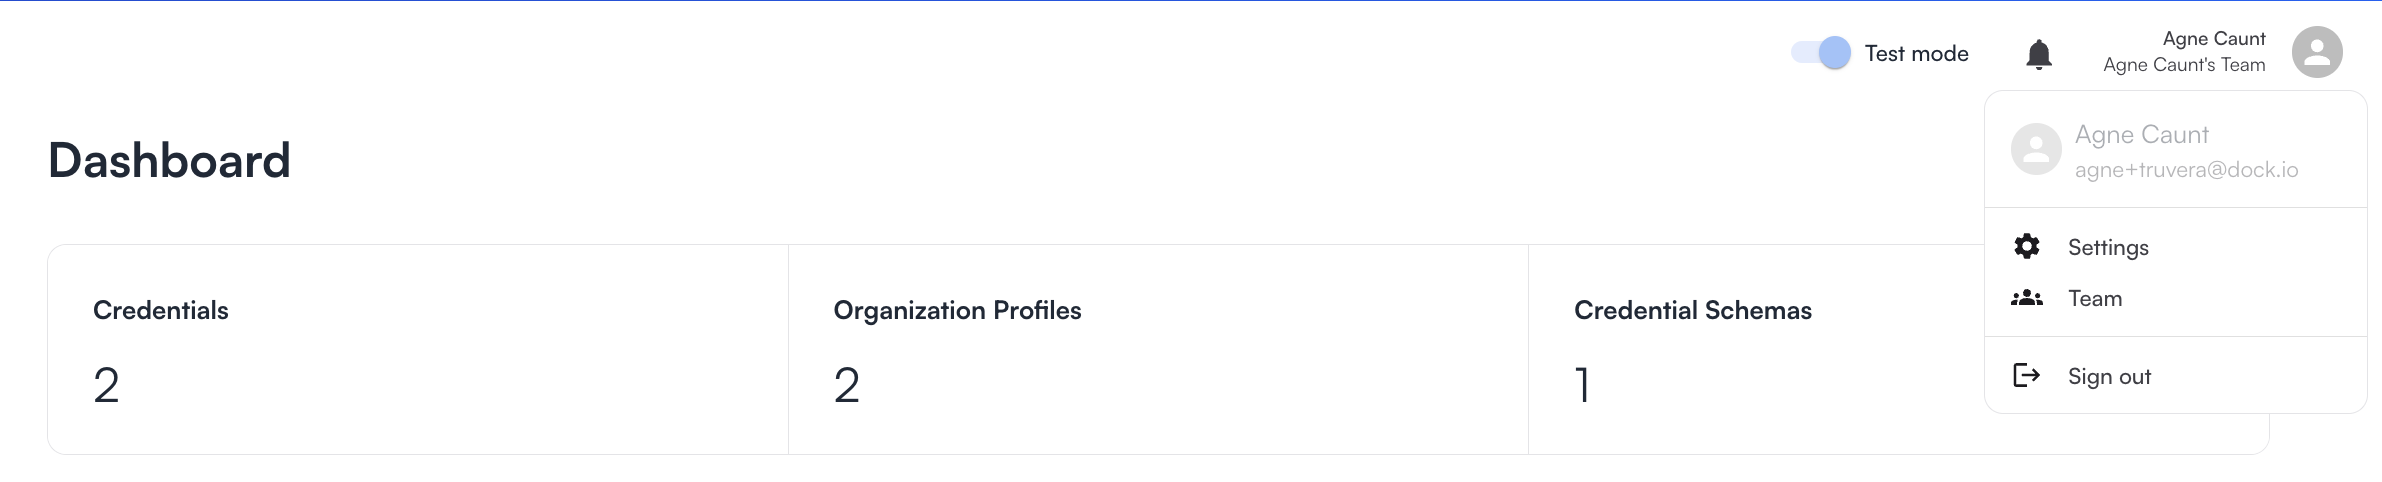 Test mode
Agne Caunt
Agne Caunt's Team
Agne Caunt
agne+truvera@dock.io
Settings
Team
Sign out
Dashboard
Credentials
2
Organization Profiles
2
Credential Schemas
1